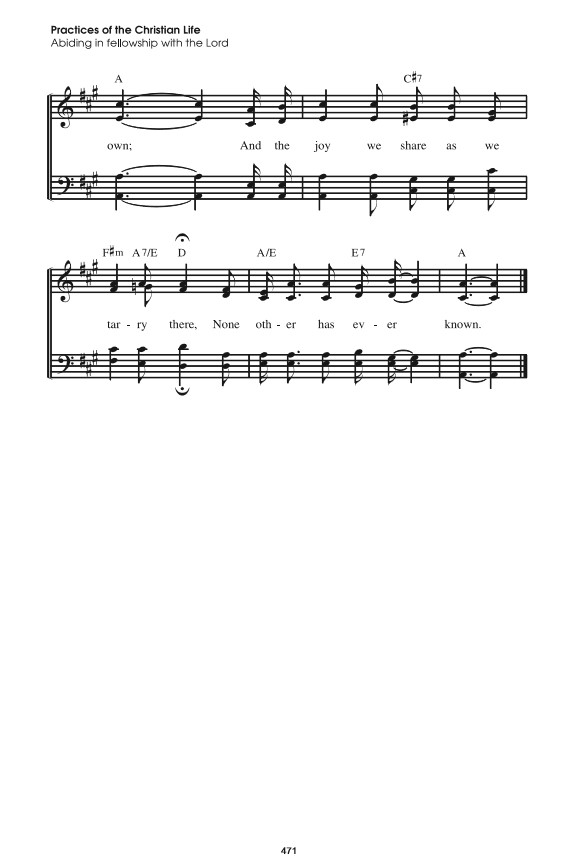 Practices of the Christian Life
Abiding in fellowship with the Lord
A C♯7
own; And the joy we share as we
F♯m A7/E D A/E E7 A
tar - ry there, None oth - er has ev - er known.
471